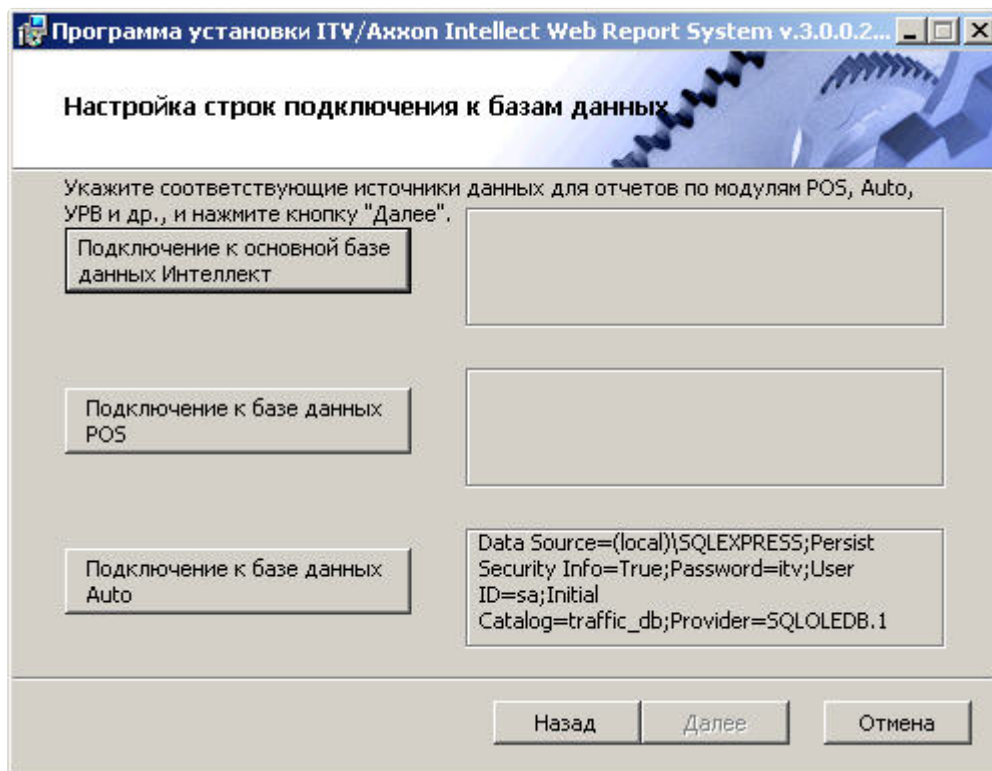 Программа установки ITV/Axxon Intellect Web Report System v.3.0.0.2...
Настройка строк подключения к базам данных
Укажите соответствующие источники данных для отчетов по модулям POS, Auto,
УРВ и др., и нажмите кнопку "Далее".
Подключение к основной базе
данных Интеллект
Подключение к базе данных
POS
Подключение к базе данных
Auto
Data Source=(local)\SQLEXPRESS;Persist
Security Info=True;Password=itv;User
ID=sa;Initial
Catalog=traffic_db;Provider=SQLOLEDB.1
Назад
Далее
Отмена